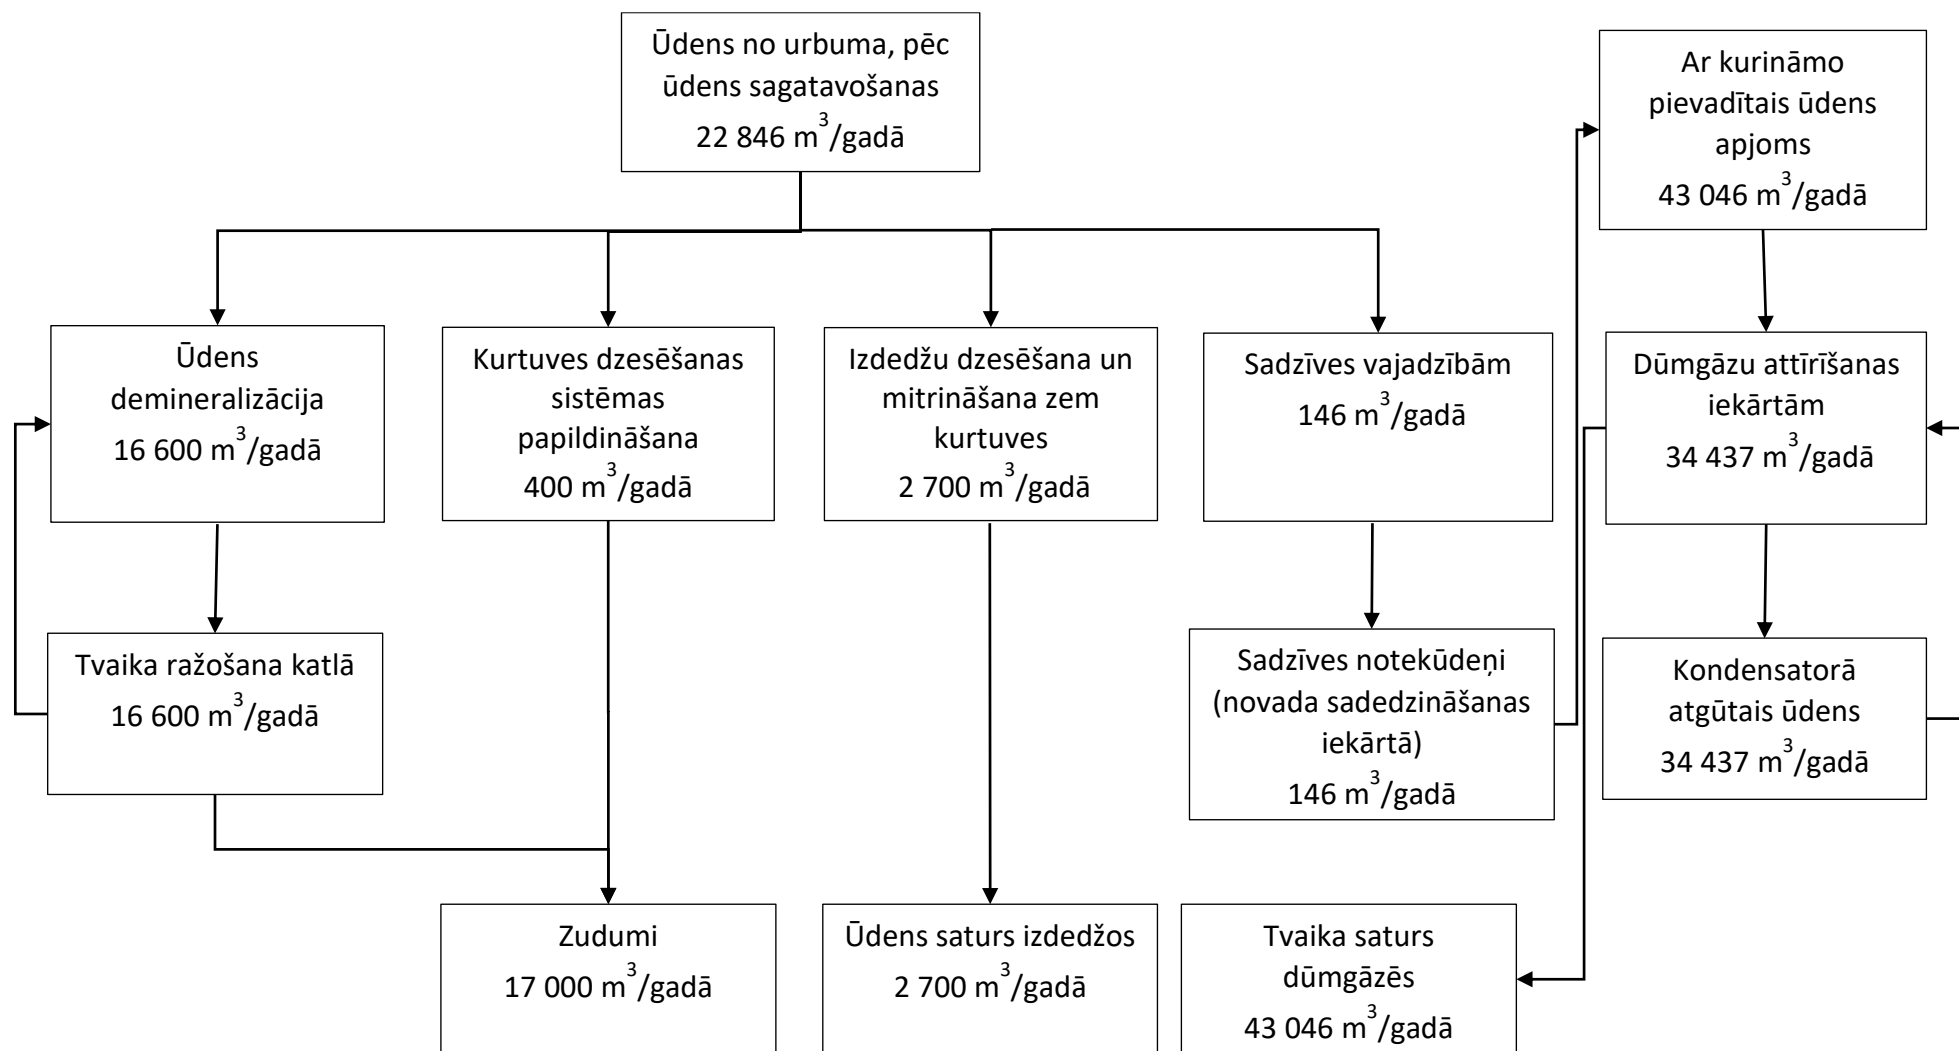 Ūdens no urbuma, pēc
ūdens sagatavošanas
22 846 m³/gadā
Ar kurināmo
pievadītais ūdens
apjoms
43 046 m³/gadā
Ūdens
demineralizācija
16 600 m³/gadā
Kurtuves dzesēšanas
sistēmas
papildināšana
400 m³/gadā
Izdedžu dzesēšana un
mitrināšana zem
kurtuves
2 700 m³/gadā
Sadzīves vajadzībām
146 m³/gadā
Dūmgāzu attīrīšanas
iekārtām
34 437 m³/gadā
Tvaika ražošana katlā
16 600 m³/gadā
Sadzīves notekūdeņi
(novada sadedzināšanas
iekārtā)
146 m³/gadā
Kondensatorā
atgūtais ūdens
34 437 m³/gadā
Zudumi
17 000 m³/gadā
Ūdens saturs izdedžos
2 700 m³/gadā
Tvaika saturs
dūmgāzēs
43 046 m³/gadā